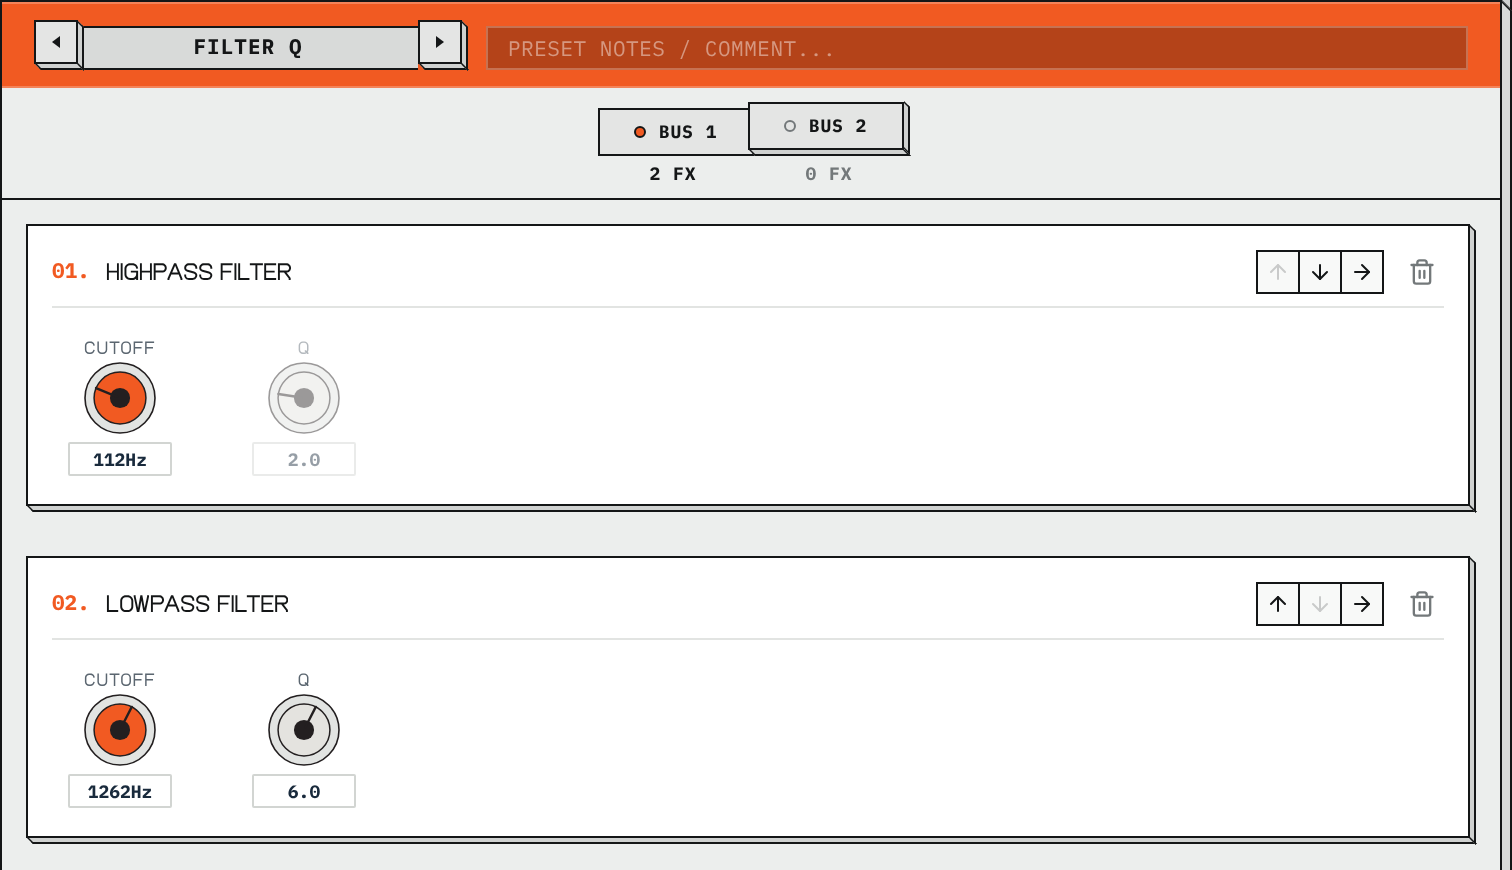 FILTER Q
PRESET NOTES / COMMENT...
BUS 1
BUS 2
2 FX
0 FX
01. HIGHPASS FILTER
CUTOFF
Q
112Hz
2.0
02. LOWPASS FILTER
CUTOFF
Q
1262Hz
6.0